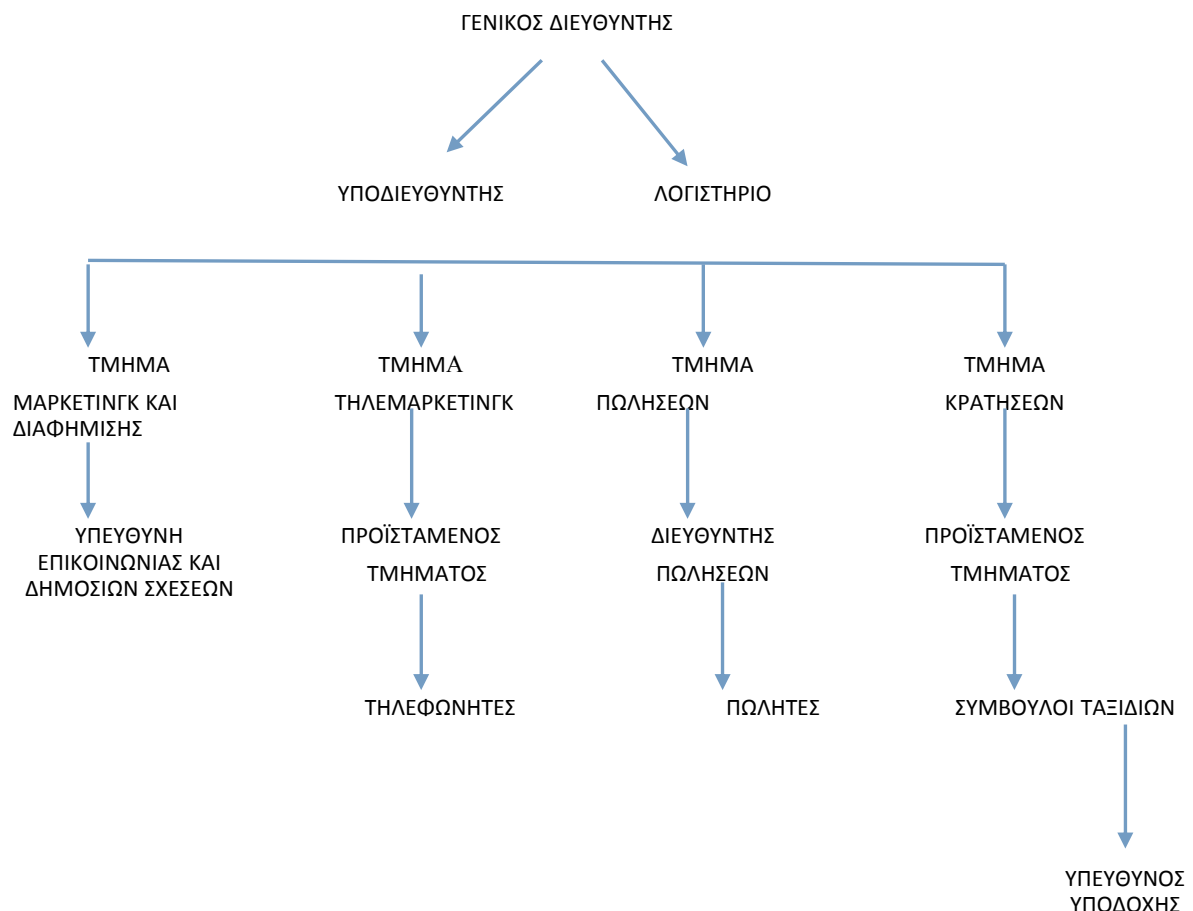 ΓΕΝΙΚΟΣ ΔΙΕΥΘΥΝΤΗΣ
ΥΠΟΔΙΕΥΘΥΝΤΗΣ
ΛΟΓΙΣΤΗΡΙΟ
ΤΜΗΜΑ
ΜΑΡΚΕΤΙΝΓΚ ΚΑΙ
ΔΙΑΦΗΜΙΣΗΣ
ΤΜΗΜΑ
ΤΗΛΕΜΑΡΚΕΤΙΝΓΚ
ΤΜΗΜΑ
ΠΩΛΗΣΕΩΝ
ΤΜΗΜΑ
ΚΡΑΤΗΣΕΩΝ
ΥΠΕΥΘΥΝΗ
ΕΠΙΚΟΙΝΩΝΙΑΣ ΚΑΙ
ΔΗΜΟΣΙΩΝ ΣΧΕΣΕΩΝ
ΠΡΟΪΣΤΑΜΕΝΟΣ
ΤΜΗΜΑΤΟΣ
ΔΙΕΥΘΥΝΤΗΣ
ΠΩΛΗΣΕΩΝ
ΠΡΟΪΣΤΑΜΕΝΟΣ
ΤΜΗΜΑΤΟΣ
ΤΗΛΕΦΩΝΗΤΕΣ
ΠΩΛΗΤΕΣ
ΣΥΜΒΟΥΛΟΙ ΤΑΞΙΔΙΩΝ
ΥΠΕΥΘΥΝΟΣ
ΥΠΟΔΟΧΗΣ